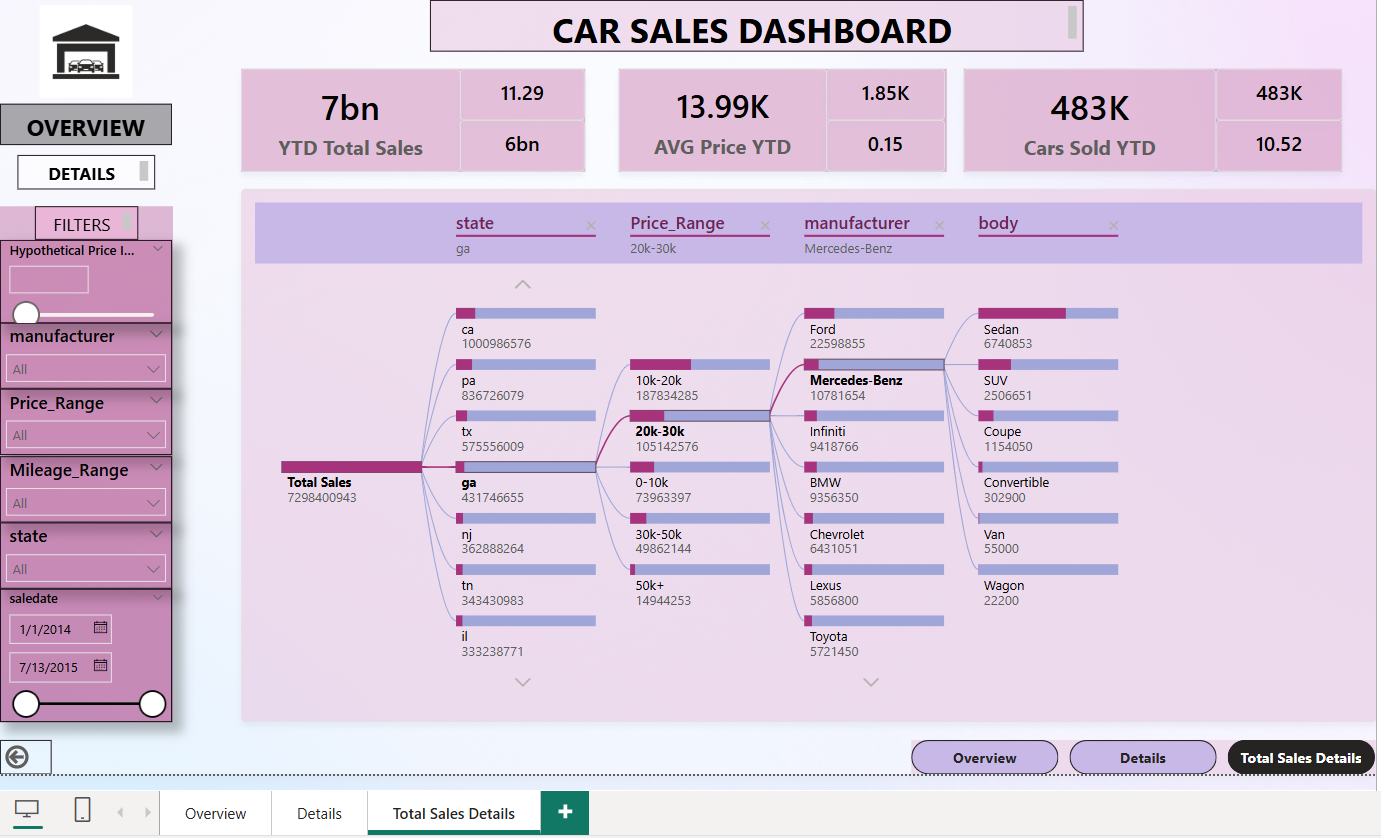 CAR SALES DASHBOARD
OVERVIEW
DETAILS
FILTERS
Hypothetical Price I...
manufacturer
All
Price_Range
All
Mileage_Range
All
state
All
saledate
1/1/2014
7/13/2015
7bn
YTD Total Sales
11.29
6bn
13.99K
AVG Price YTD
1.85K
0.15
483K
Cars Sold YTD
483K
10.52
state
ga
Price_Range
20k-30k
manufacturer
Mercedes-Benz
body
Total Sales
7298400943
ca
1000986576
pa
836726079
tx
575556009
ga
431746655
nj
362888264
tn
343430983
il
333238771
10k-20k
187834285
20k-30k
105142576
0-10k
73963397
30k-50k
49862144
50k+
14944253
Ford
22598855
Mercedes-Benz
10781654
Infiniti
9418766
BMW
9356350
Chevrolet
6431051
Lexus
5856800
Toyota
5721450
Sedan
6740853
SUV
2506651
Coupe
1154050
Convertible
302900
Van
55000
Wagon
22200
Overview
Details
Total Sales Details
Overview
Details
Total Sales Details
+